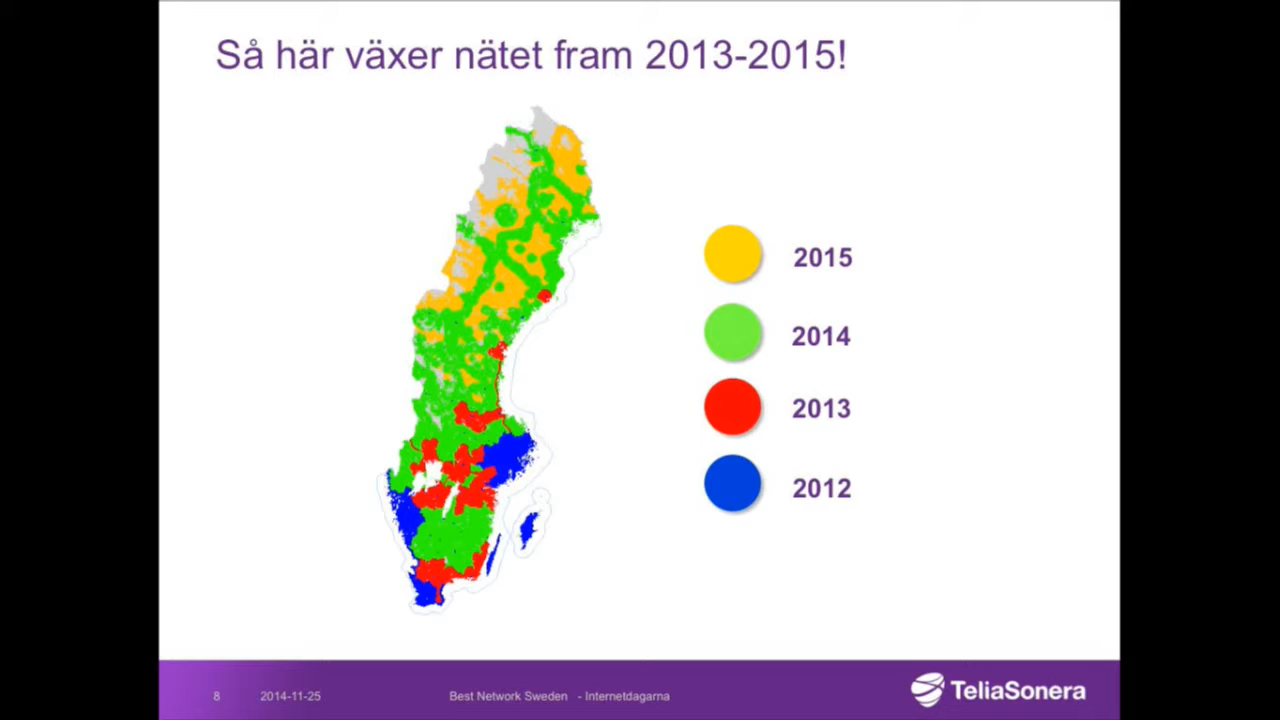 Så här växer nätet fram 2013-2015!
2015
2014
2013
2012
8 2014-11-25 Best Network Sweden - Internetdagarna
TeliaSonera